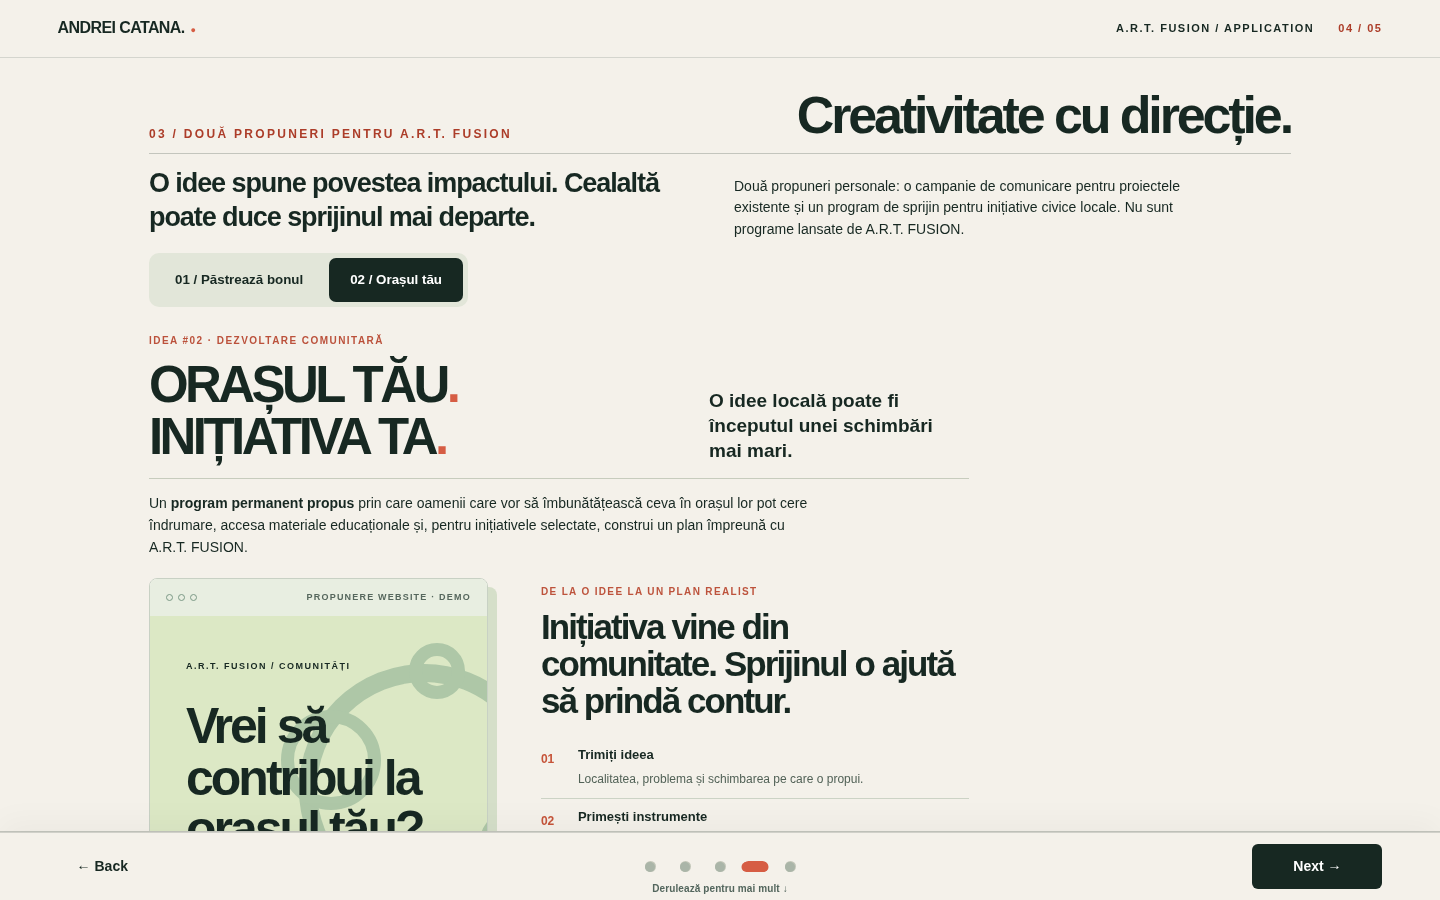 ANDREI CATANA.
A.R.T. FUSION / APPLICATION 04 / 05
03 / DOUĂ PROPUNERI PENTRU A.R.T. FUSION
Creativitate cu direcție.
O idee spune povestea impactului. Cealaltă
poate duce sprijinul mai departe.
Două propuneri personale: o campanie de comunicare pentru proiectele
existente și un program de sprijin pentru inițiative civice locale. Nu sunt
programe lansate de A.R.T. FUSION.
01 / Păstrează bonul
02 / Orașul tău
IDEA #02 · DEZVOLTARE COMUNITARĂ
ORAȘUL TĂU.
INIȚIATIVA TA.
O idee locală poate fi
începutul unei schimbări
mai mari.
Un program permanent propus prin care oamenii care vor să îmbunătățească ceva în orașul lor pot cere
îndrumare, accesa materiale educaționale și, pentru inițiativele selectate, construi un plan împreună cu
A.R.T. FUSION.
PROPUNERE WEBSITE · DEMO
A.R.T. FUSION / COMUNITĂȚI
Vrei să
contribui la
orașul tău?
DE LA O IDEE LA UN PLAN REALIST
Inițiativa vine din
comunitate. Sprijinul o ajută
să prindă contur.
01 Trimiți ideea
Localitatea, problema și schimbarea pe care o propui.
02 Primești instrumente
← Back
Derulează pentru mai mult ↓
Next →